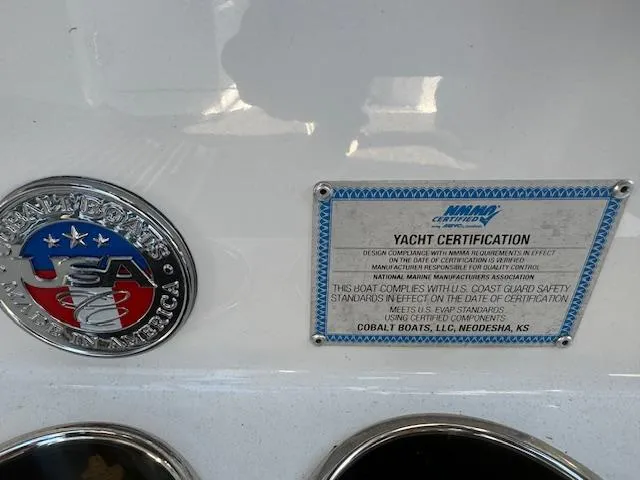 FAMILY BOATS
USA
MADE IN AMERICA
NMMA
CERTIFIED
YACHT CERTIFICATION
DESIGN COMPLIANCE WITH NMMA REQUIREMENTS IN EFFECT
ON THE DATE OF CERTIFICATION IS VERIFIED
MANUFACTURER RESPONSIBLE FOR QUALITY CONTROL
NATIONAL MARINE MANUFACTURERS ASSOCIATION
THIS BOAT COMPLIES WITH U.S. COAST GUARD SAFETY
STANDARDS IN EFFECT ON THE DATE OF CERTIFICATION
MEETS U.S. EVAP STANDARDS
USING CERTIFIED COMPONENTS
COBALT BOATS, LLC, NEODESHA, KS